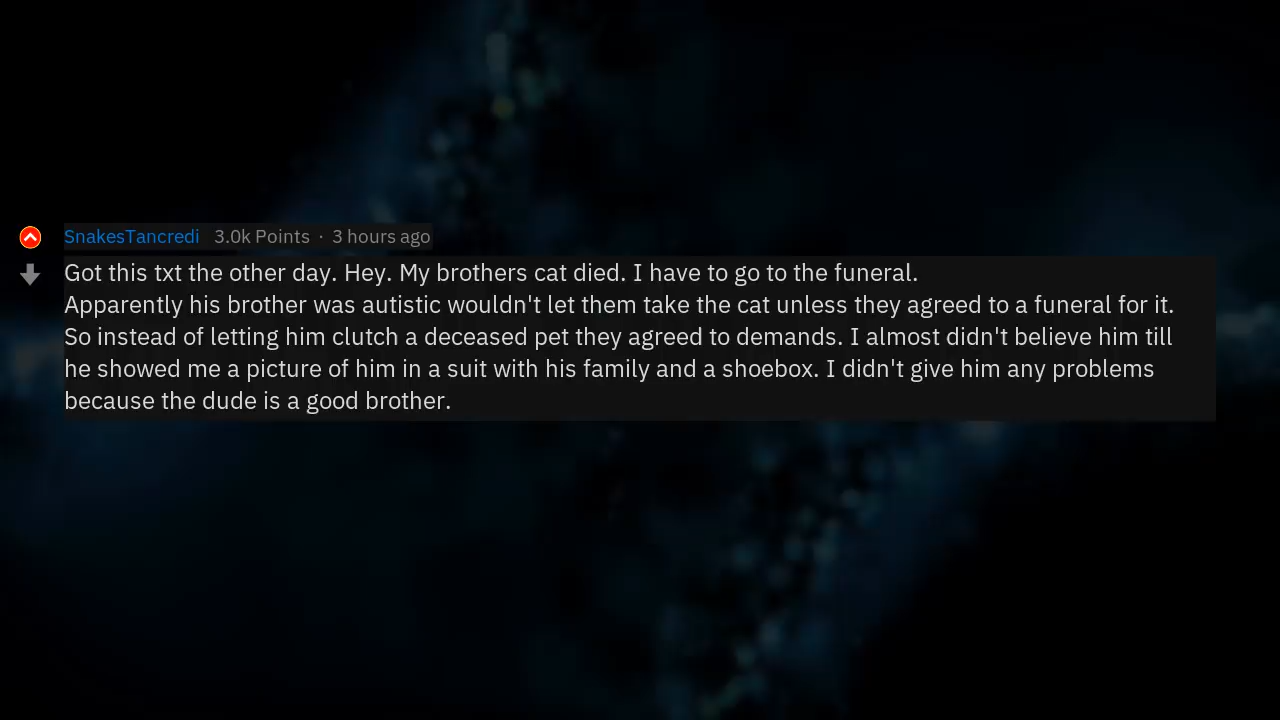 SnakesTancredi 3.0k Points · 3 hours ago
Got this txt the other day. Hey. My brothers cat died. I have to go to the funeral.
Apparently his brother was autistic wouldn't let them take the cat unless they agreed to a funeral for it.
So instead of letting him clutch a deceased pet they agreed to demands. I almost didn't believe him till
he showed me a picture of him in a suit with his family and a shoebox. I didn't give him any problems
because the dude is a good brother.